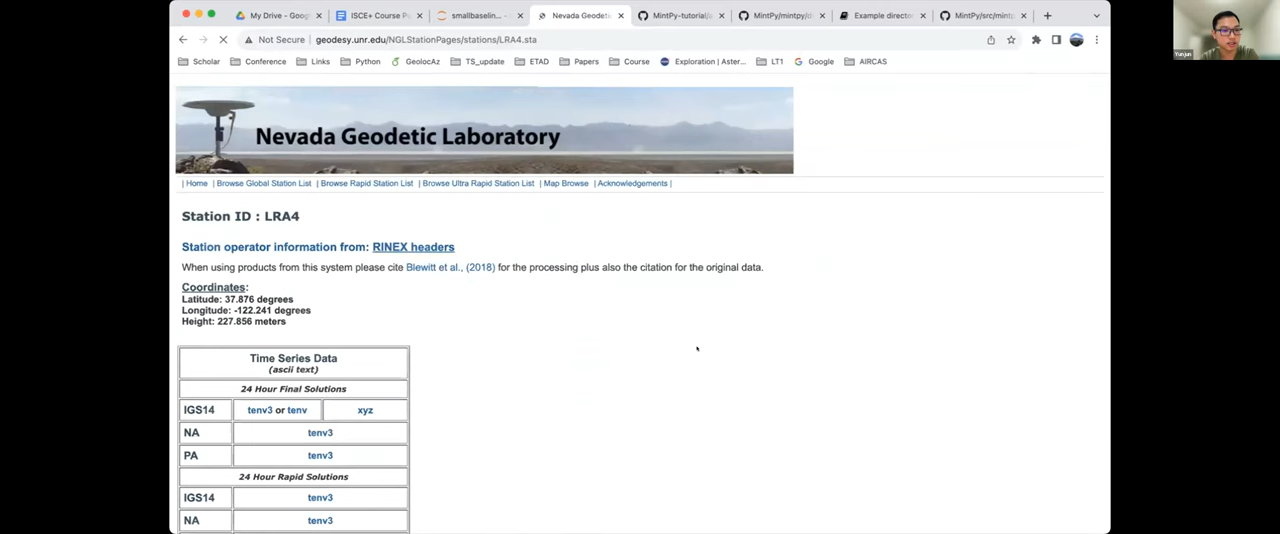 My Drive - Goog
ISCE+ Course P
smallbaselin
Nevada Geodeti
MintPy-tutorial/
MintPy/mintpy/d
Example director
MintPy/src/mintp
Not Secure | geodesy.unr.edu/NGLStationPages/stations/LRA4.sta
Scholar Conference Links Python GeolocAz TS_update ETAD Papers Course Exploration | Aster... LT1 Google AIRCAS
Yunjun
Nevada Geodetic Laboratory
| Home | Browse Global Station List | Browse Rapid Station List | Browse Ultra Rapid Station List | Map Browse | Acknowledgements |
Station ID : LRA4
Station operator information from: RINEX headers
When using products from this system please cite Blewitt et al., (2018) for the processing plus also the citation for the original data.
Coordinates:
Latitude: 37.876 degrees
Longitude: -122.241 degrees
Height: 227.856 meters
Time Series Data
(ascii text)
24 Hour Final Solutions
IGS14 tenv3 or tenv xyz
NA tenv3
PA tenv3
24 Hour Rapid Solutions
IGS14 tenv3
NA tenv3